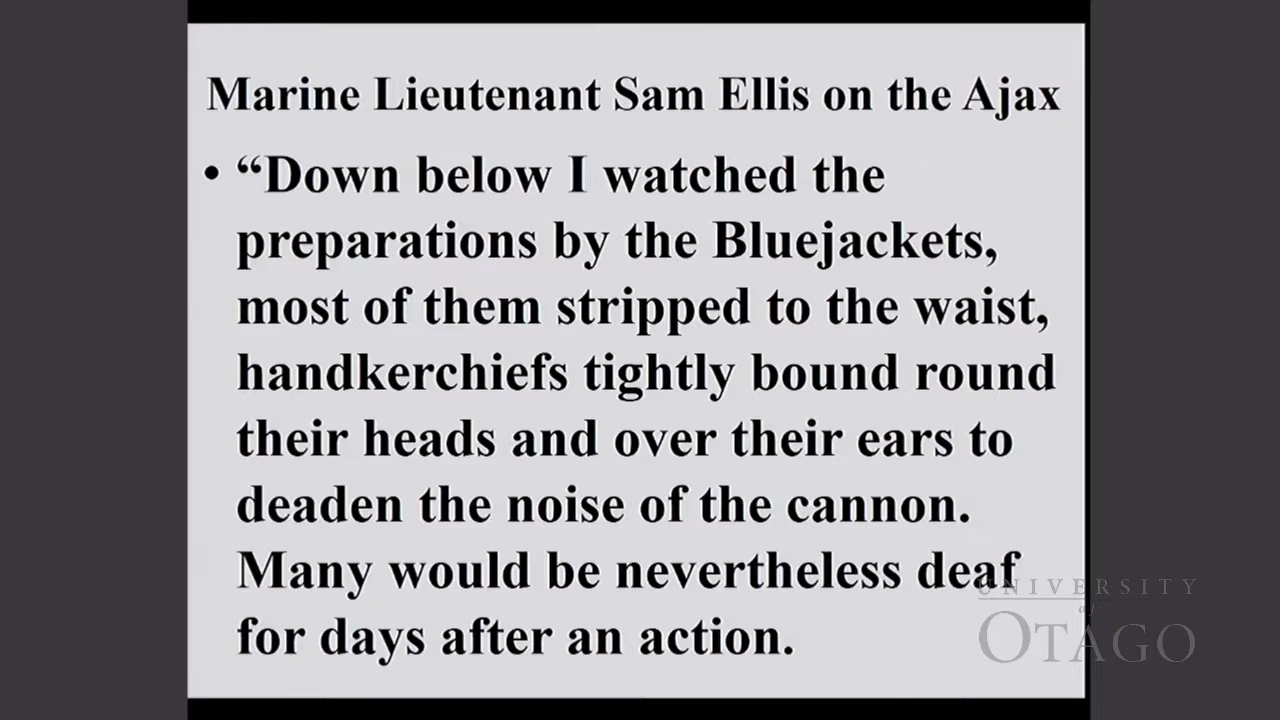 Marine Lieutenant Sam Ellis on the Ajax
• “Down below I watched the
preparations by the Bluejackets,
most of them stripped to the waist,
handkerchiefs tightly bound round
their heads and over their ears to
deaden the noise of the cannon.
Many would be nevertheless deaf
for days after an action.
UNIVERSITY
of
OTAGO